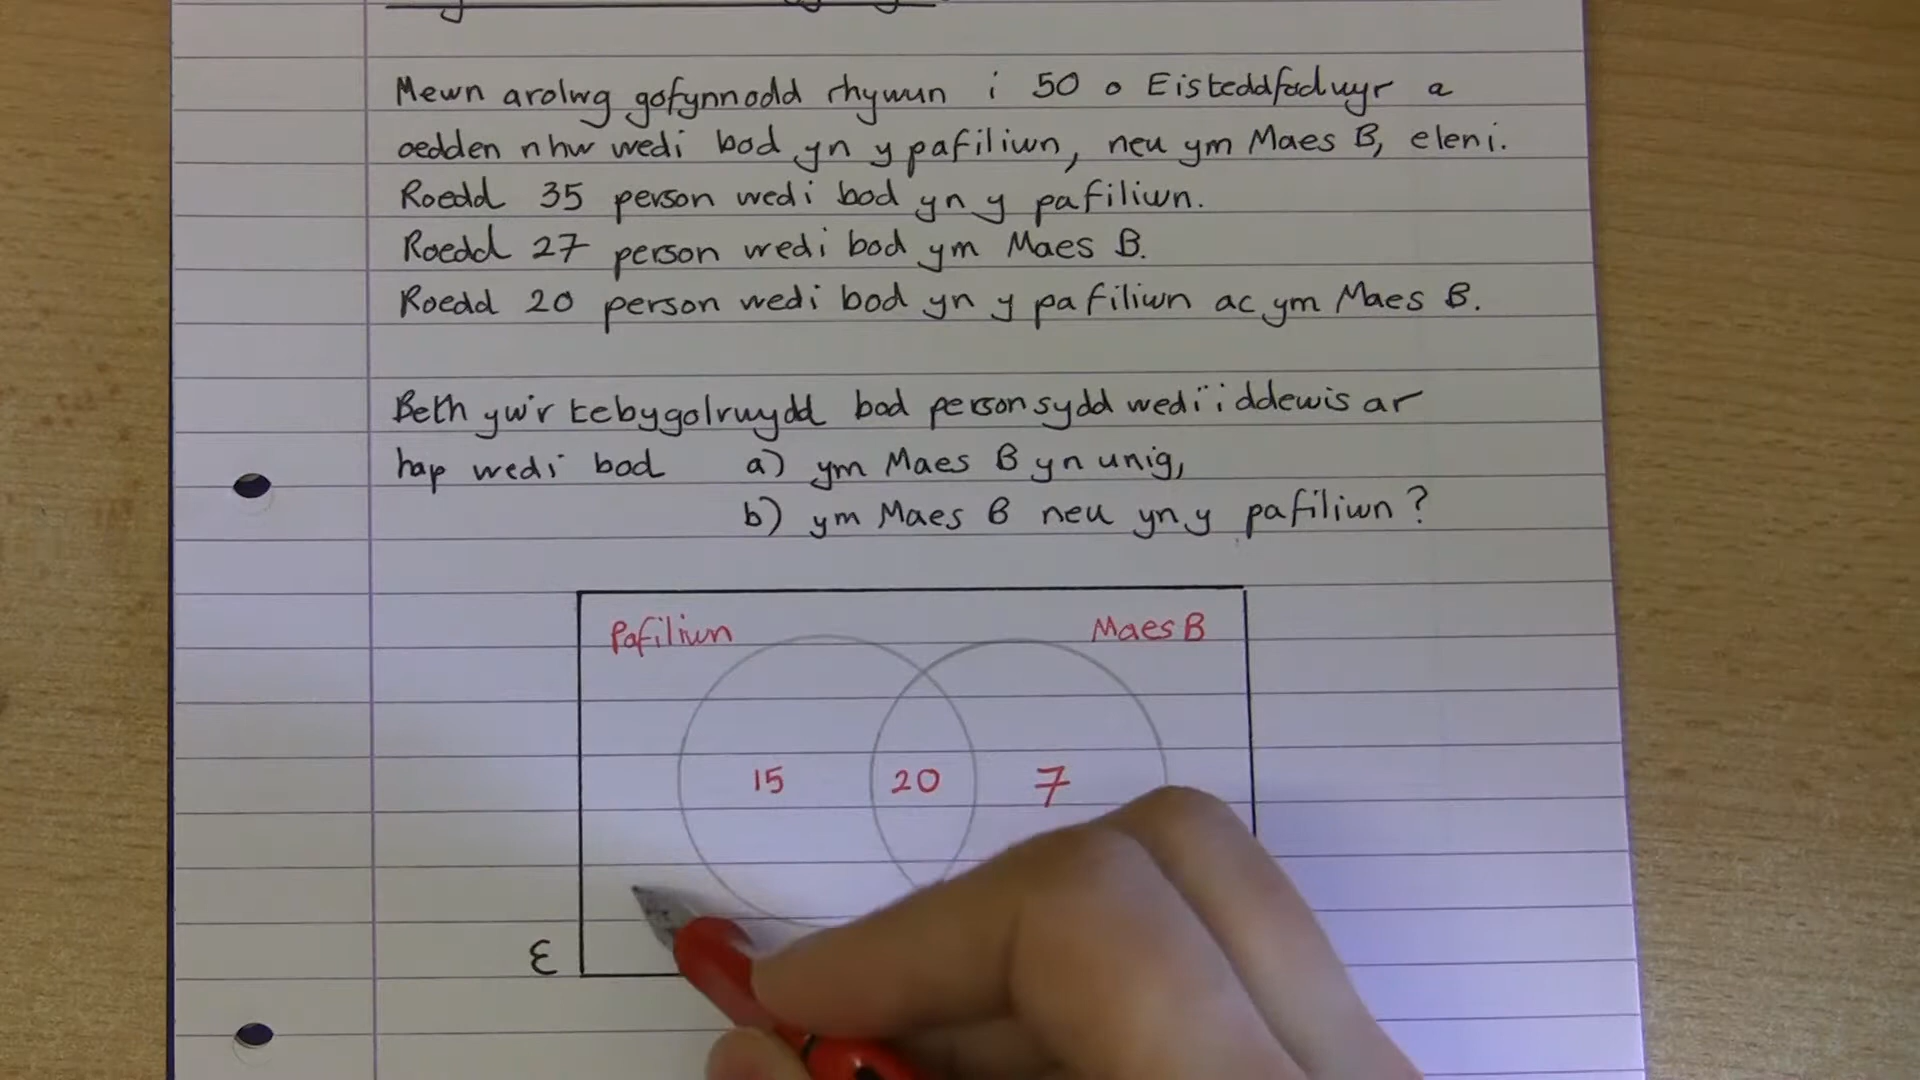 Mewn arolwg gofynnodd rhywun i 50 o Eisteddfodwyr a
oedden nhw wedi bod yn y pafiliwn, neu ym Maes B, eleni.
Roedd 35 person wedi bod yn y pafiliwn.
Roedd 27 person wedi bod ym Maes B.
Roedd 20 person wedi bod yn y pafiliwn ac ym Maes B.
Beth yw'r tebygolrwydd bod person sydd wedi'i ddewis ar
hap wedi bod a) ym Maes B yn unig,
b) ym Maes B neu yn y pafiliwn?
Pafiliwn Maes B
15 20 7
ε